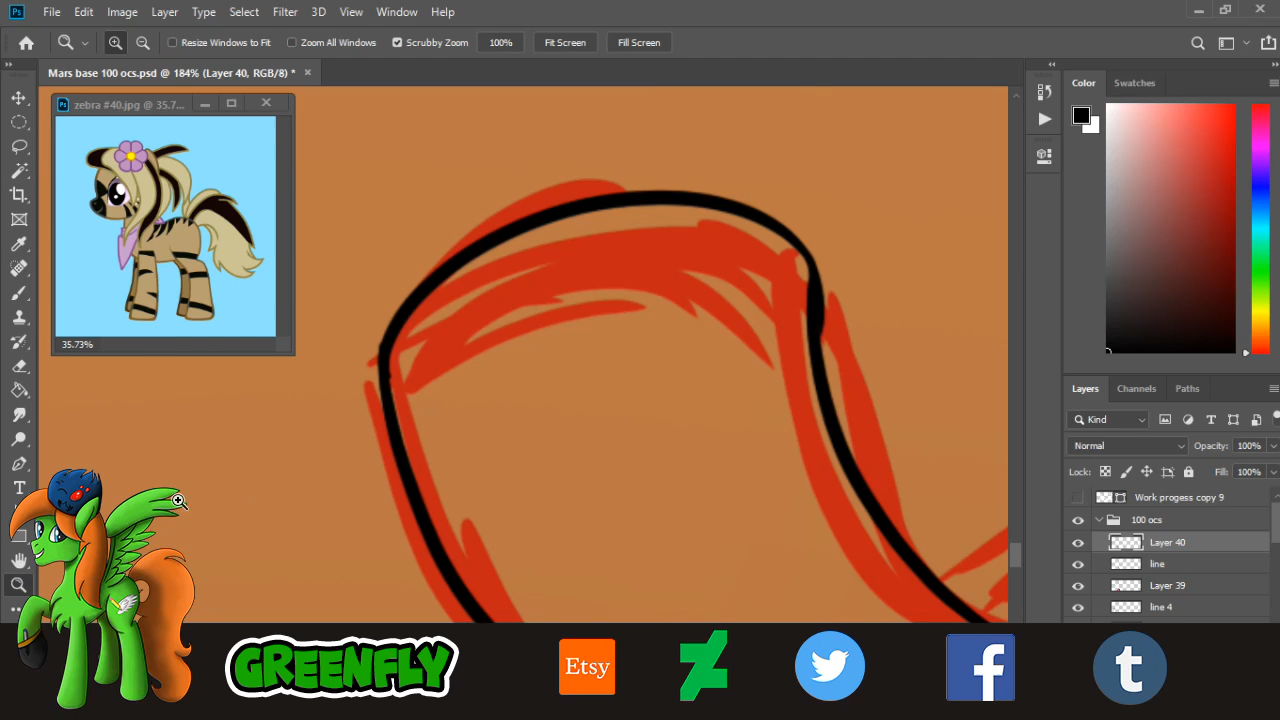 Ps File Edit Image Layer Type Select Filter 3D View Window Help
Resize Windows to Fit Zoom All Windows Scrubby Zoom 100% Fit Screen Fill Screen
Mars base 100 ocs.psd @ 184% (Layer 40, RGB/8) *
Ps zebra #40.jpg @ 35.7...
35.73%
Color Swatches
Layers Channels Paths
Kind
Normal Opacity: 100%
Lock: Fill: 100%
Work progess copy 9
100 ocs
Layer 40
line
Layer 39
line 4
GREENFLY
Etsy